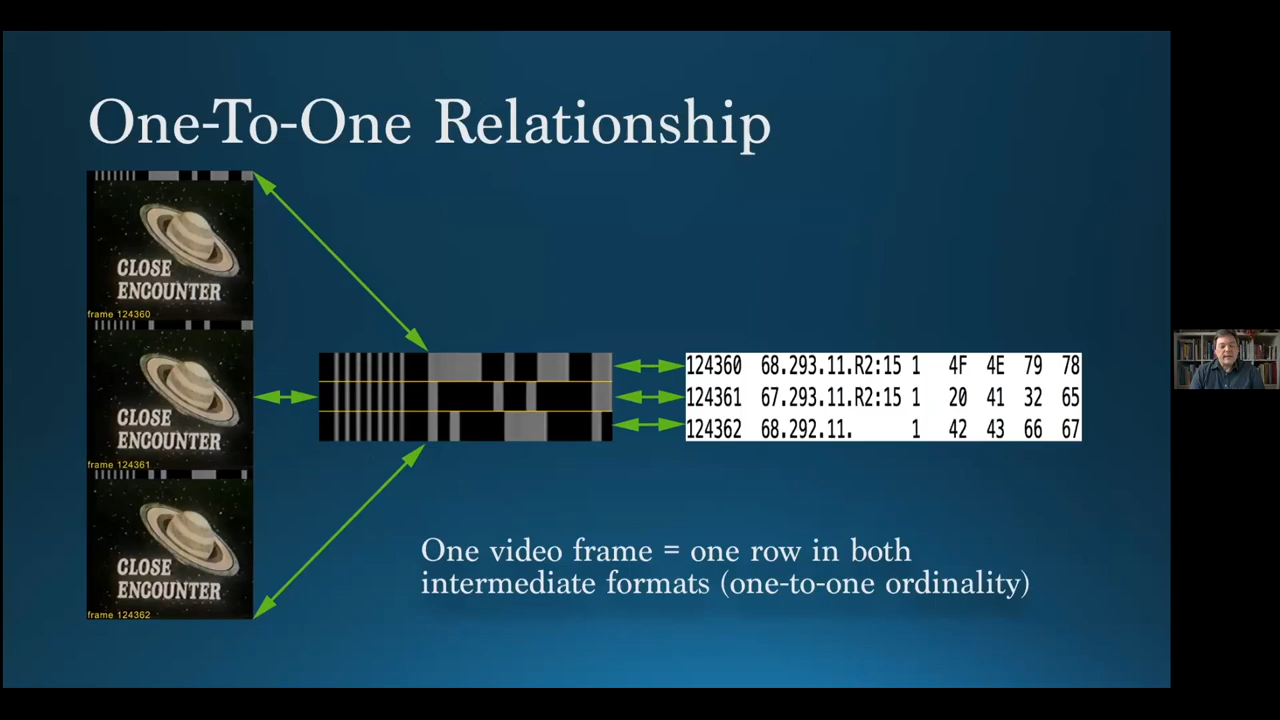 One-To-One Relationship
CLOSE
ENCOUNTER
frame 124360
CLOSE
ENCOUNTER
frame 124361
CLOSE
ENCOUNTER
frame 124362
124360 68.293.11.R2:15 1 4F 4E 79 78
124361 67.293.11.R2:15 1 20 41 32 65
124362 68.292.11. 1 42 43 66 67
One video frame = one row in both
intermediate formats (one-to-one ordinality)